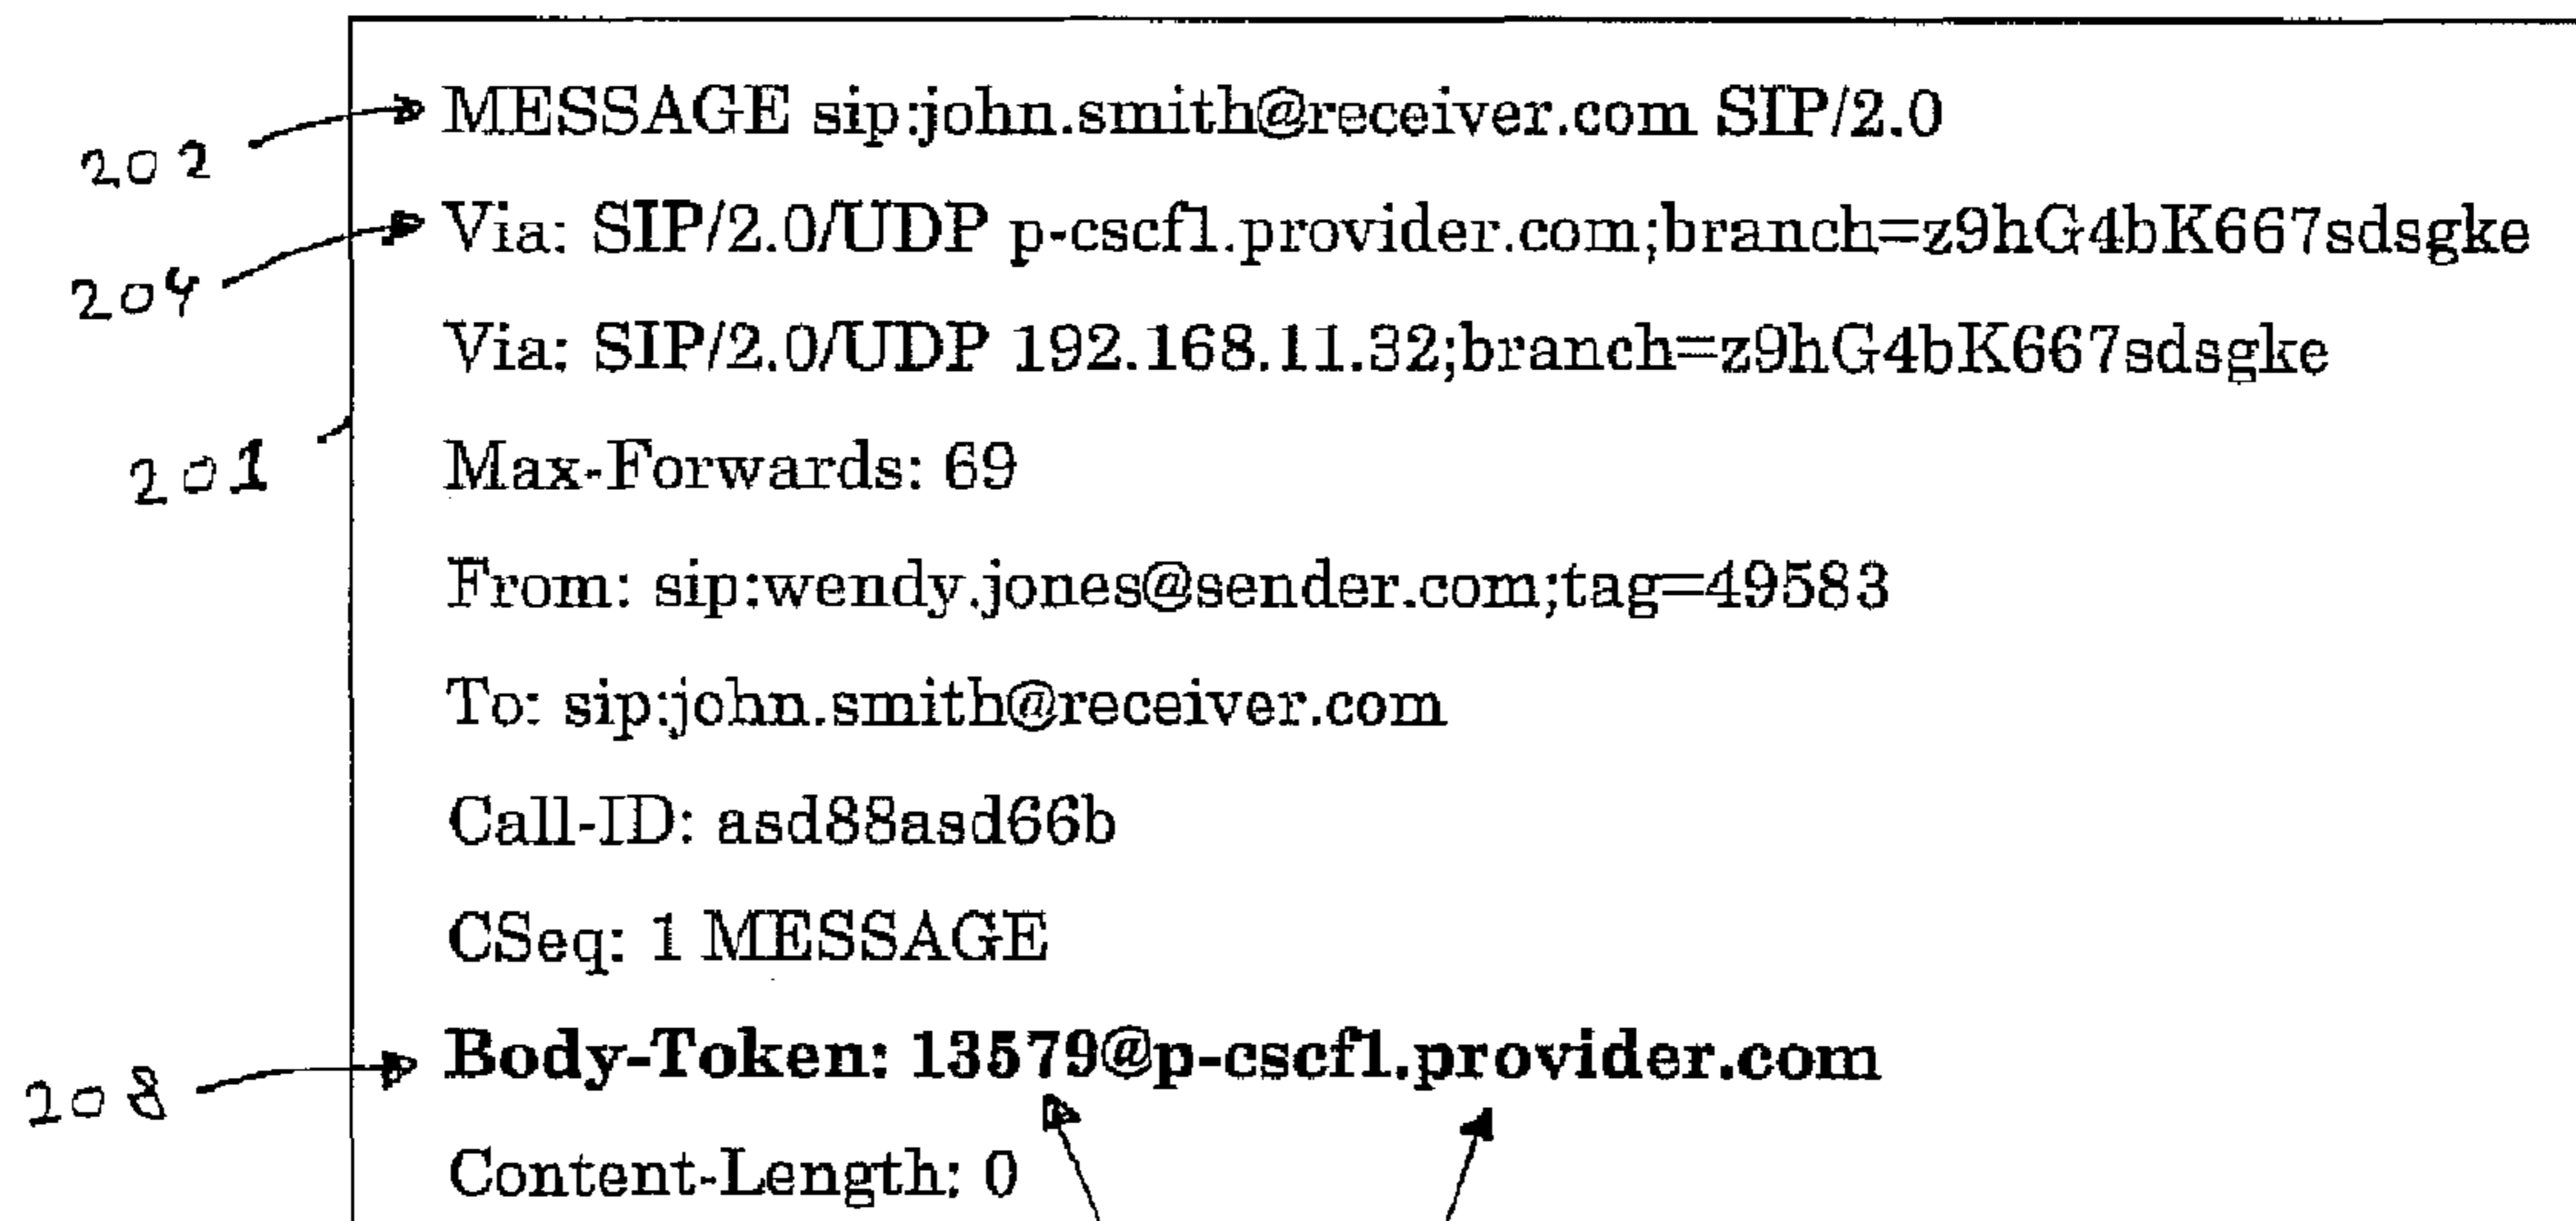 202 MESSAGE sip:john.smith@receiver.com SIP/2.0
204 Via: SIP/2.0/UDP p-cscf1.provider.com;branch=z9hG4bK667sdsgke
Via: SIP/2.0/UDP 192.168.11.32;branch=z9hG4bK667sdsgke
201 Max-Forwards: 69
From: sip:wendy.jones@sender.com;tag=49583
To: sip:john.smith@receiver.com
Call-ID: asd88asd66b
CSeq: 1 MESSAGE
208 Body-Token: 13579@p-cscf1.provider.com
Content-Length: 0